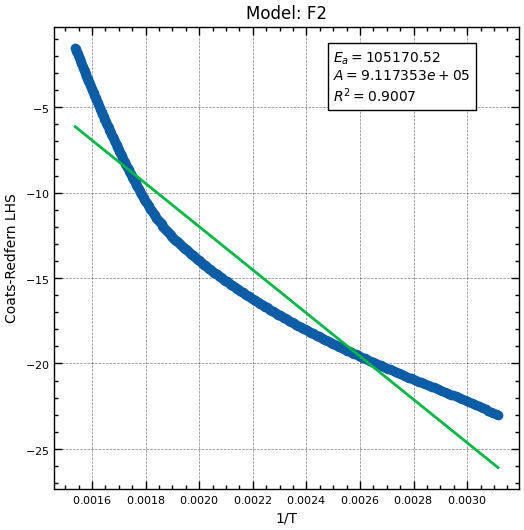 Model: F2
E_a = 105170.52
A = 9.117353e + 05
R² = 0.9007
Coats-Redfern LHS
−5
−10
−15
−20
−25
0.0016 0.0018 0.0020 0.0022 0.0024 0.0026 0.0028 0.0030
1/T